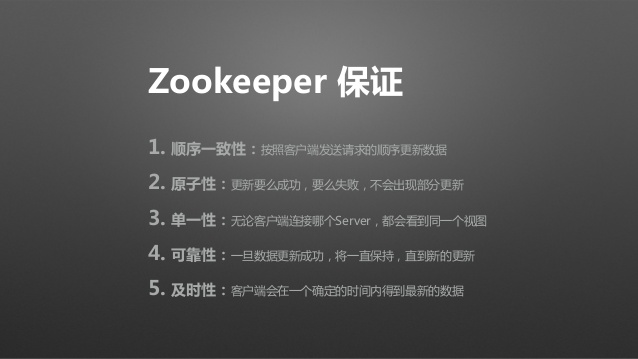 Zookeeper 保证
1. 顺序一致性：按照客户端发送请求的顺序更新数据
2. 原子性：更新要么成功，要么失败，不会出现部分更新
3. 单一性：无论客户端连接哪个Server，都会看到同一个视图
4. 可靠性：一旦数据更新成功，将一直保持，直到新的更新
5. 及时性：客户端会在一个确定的时间内得到最新的数据